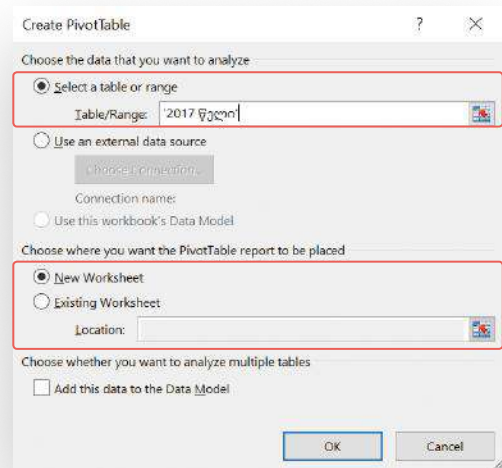 Create PivotTable ? ×
Choose the data that you want to analyze
Select a table or range
Table/Range: '2017 წელი'
Use an external data source
Choose Connection...
Connection name:
Use this workbook's Data Model
Choose where you want the PivotTable report to be placed
New Worksheet
Existing Worksheet
Location:
Choose whether you want to analyze multiple tables
Add this data to the Data Model
OK Cancel